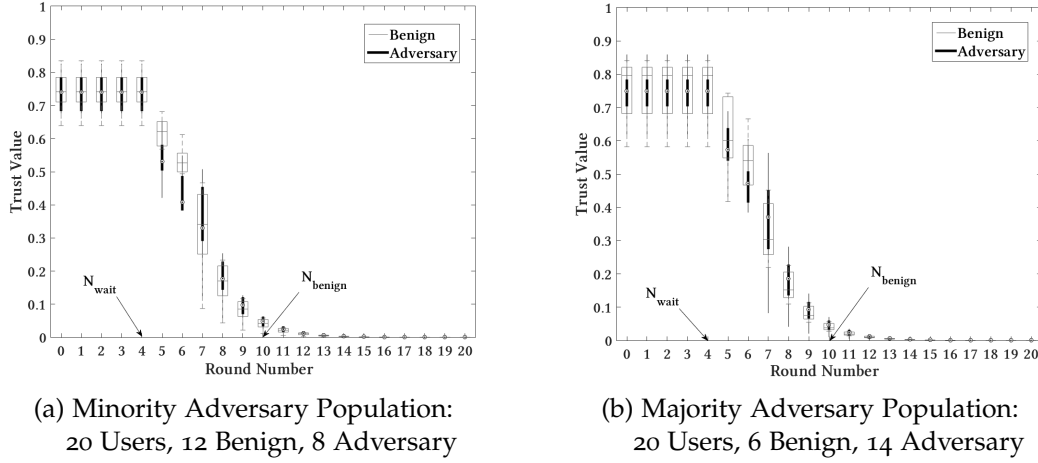 1
0.9
0.8
0.7
0.6
0.5
0.4
0.3
0.2
0.1
0
Trust Value
Benign
Adversary
N_wait
N_benign
0 1 2 3 4 5 6 7 8 9 10 11 12 13 14 15 16 17 18 19 20
Round Number
(a) Minority Adversary Population:
20 Users, 12 Benign, 8 Adversary
1
0.9
0.8
0.7
0.6
0.5
0.4
0.3
0.2
0.1
0
Trust Value
Benign
Adversary
N_wait
N_benign
0 1 2 3 4 5 6 7 8 9 10 11 12 13 14 15 16 17 18 19 20
Round Number
(b) Majority Adversary Population:
20 Users, 6 Benign, 14 Adversary